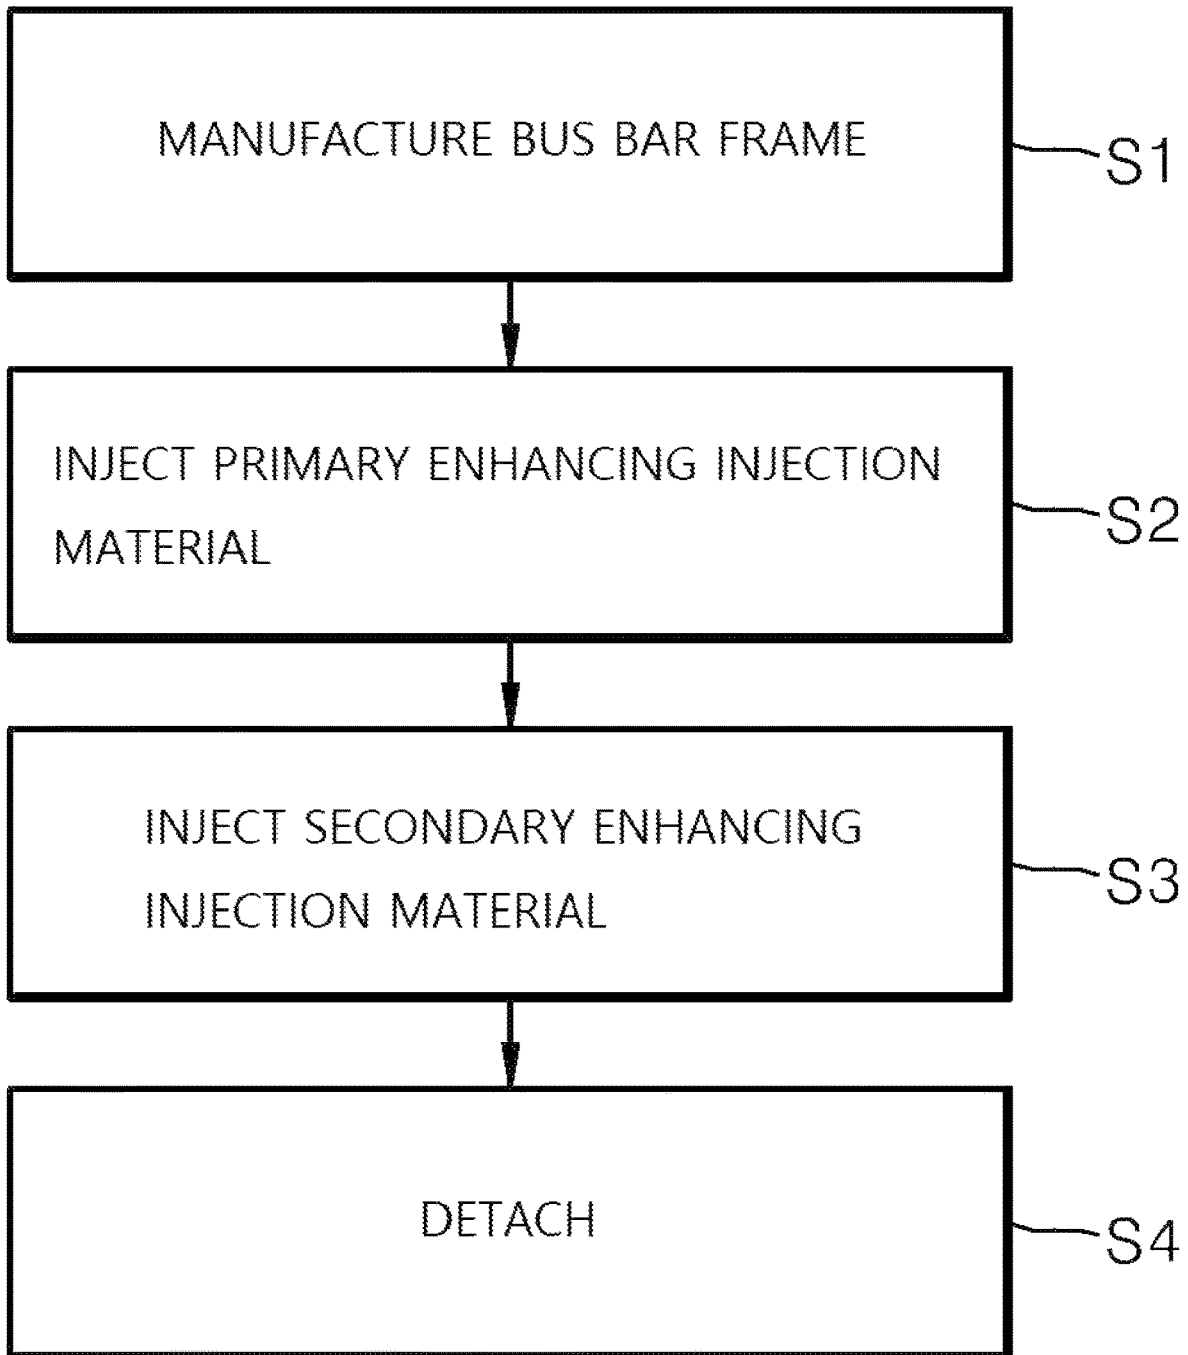 MANUFACTURE BUS BAR FRAME
S1
INJECT PRIMARY ENHANCING INJECTION
MATERIAL
S2
INJECT SECONDARY ENHANCING
INJECTION MATERIAL
S3
DETACH
S4